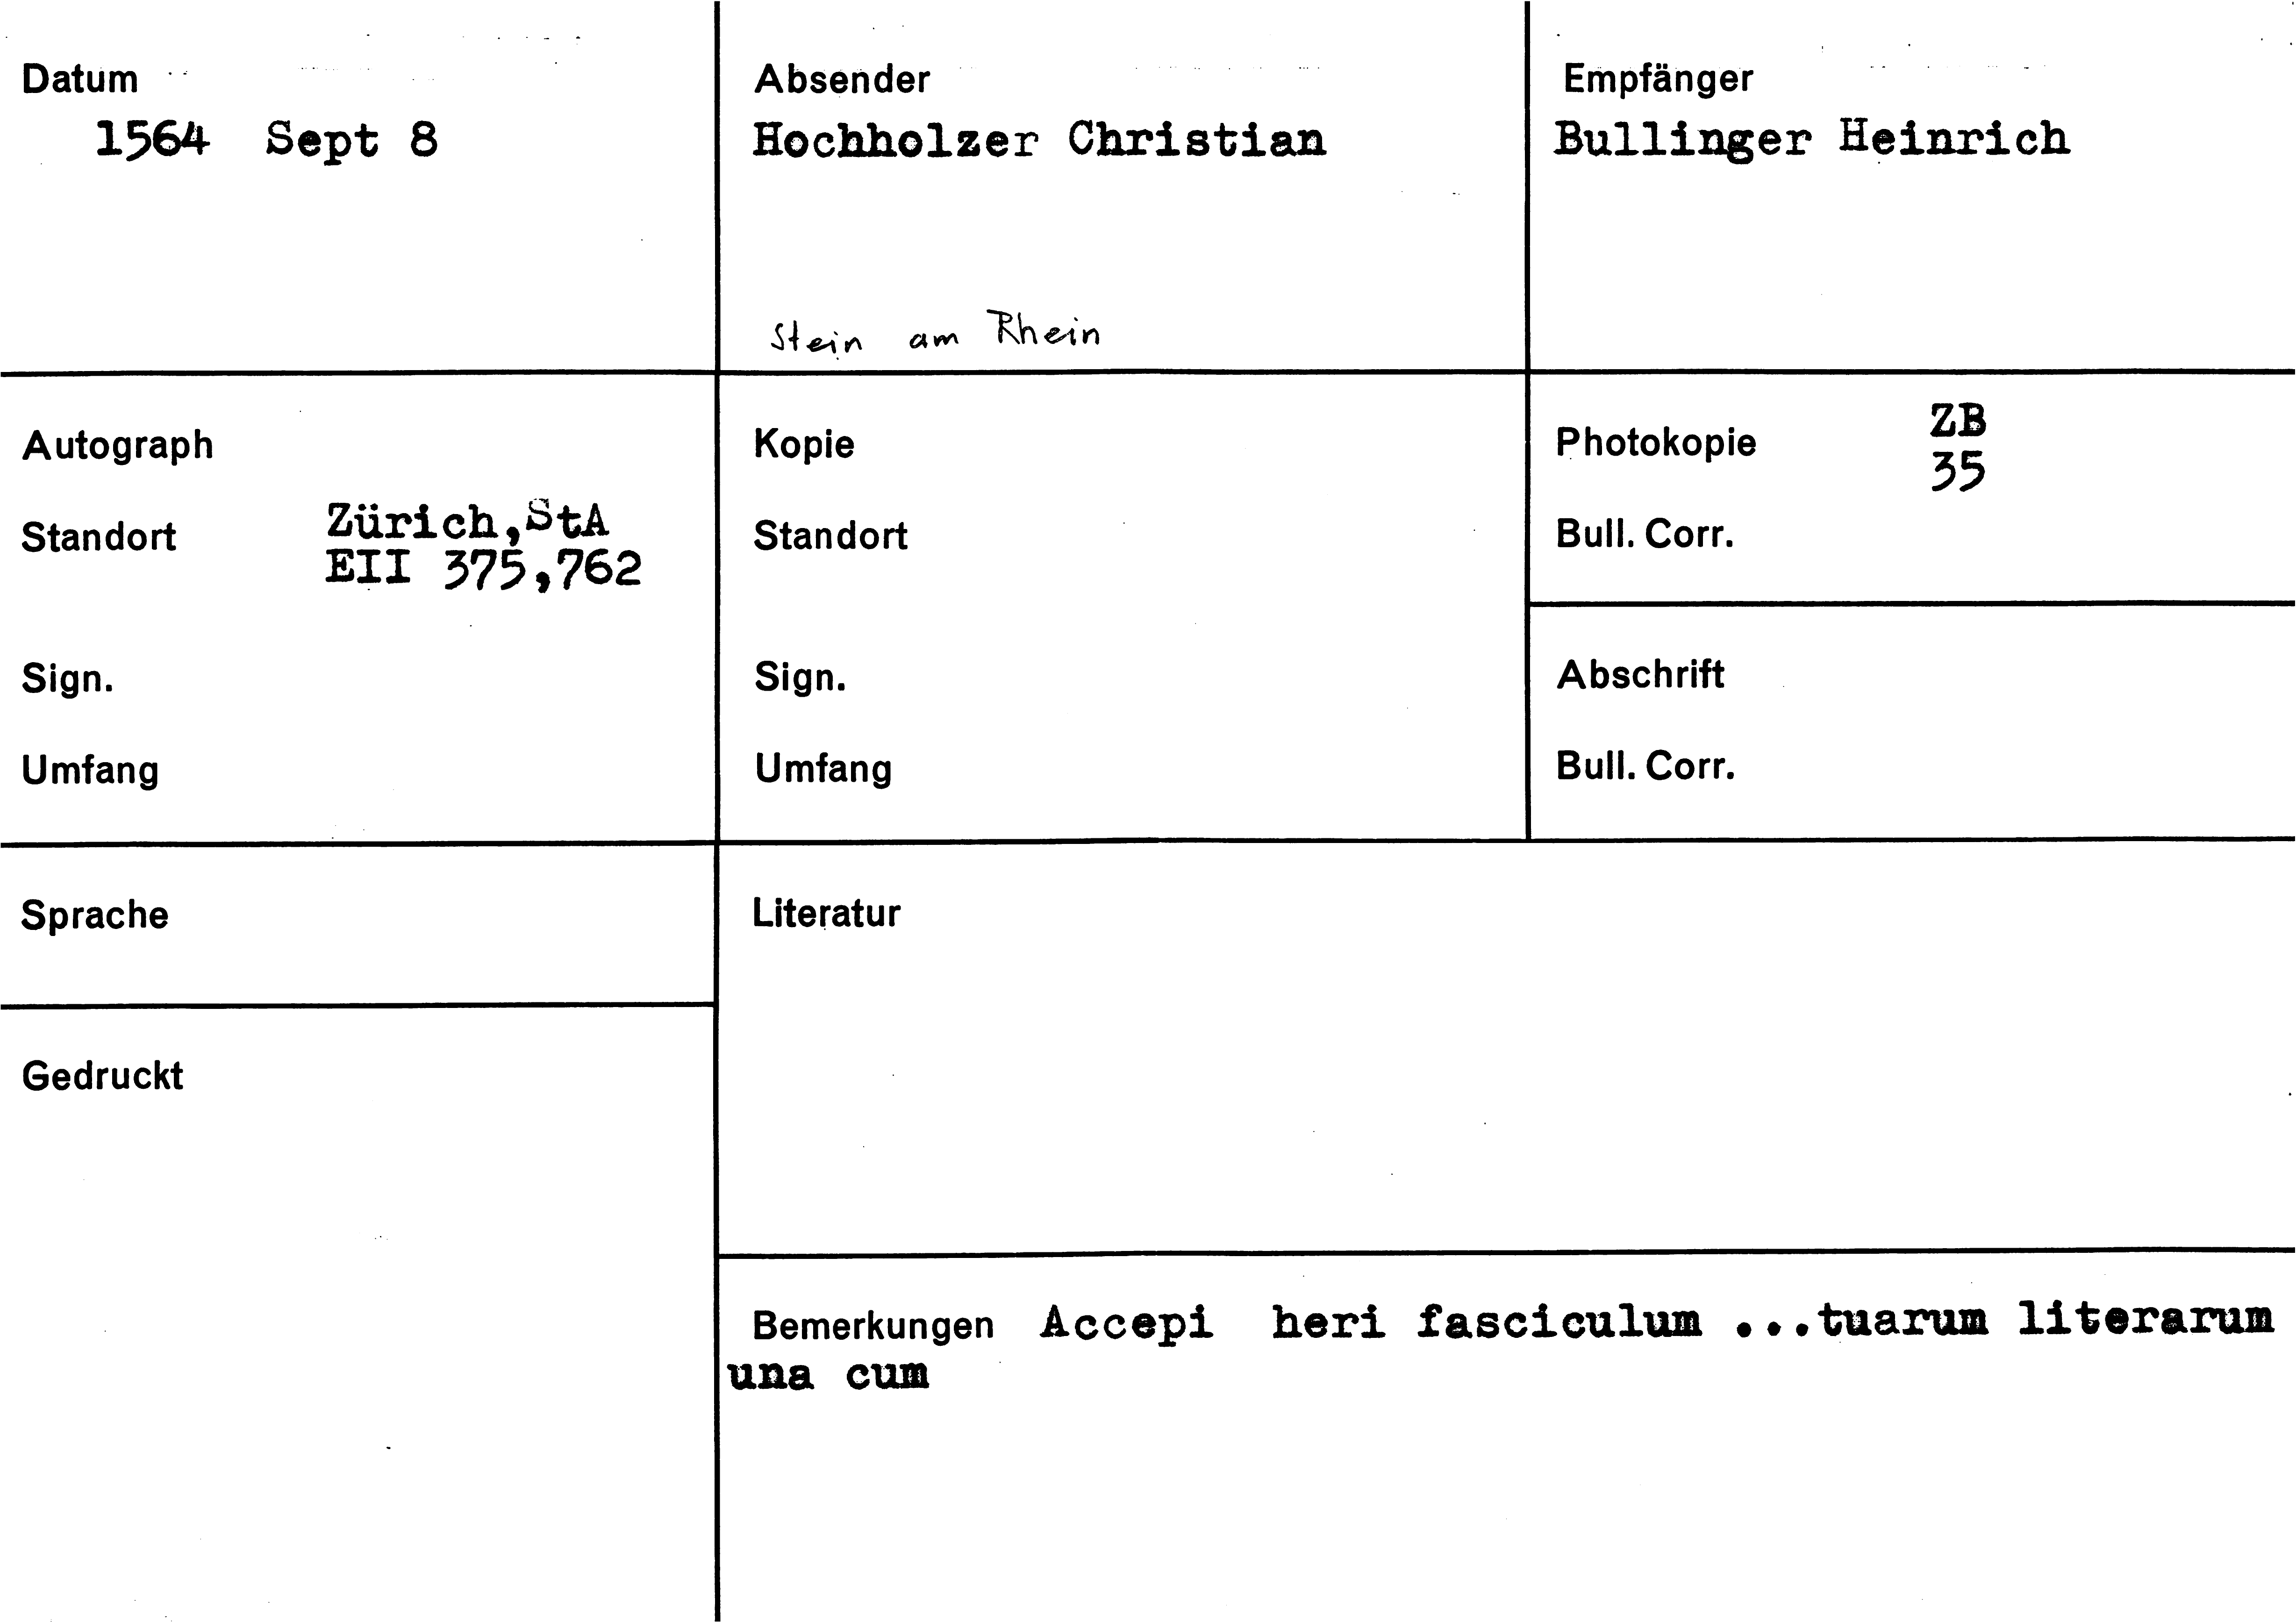 Datum
1564 Sept 8
Absender
Hochholzer Christian
Stein am Rhein
Empfänger
Bullinger Heinrich
Autograph
Standort Zürich,StA
EII 375,762
Sign.
Umfang
Kopie
Standort
Sign.
Umfang
Photokopie ZB
35
Bull. Corr.
Abschrift
Bull. Corr.
Sprache
Gedruckt
Literatur
Bemerkungen Accepi heri fasciculum ...tuarum literarum
una cum